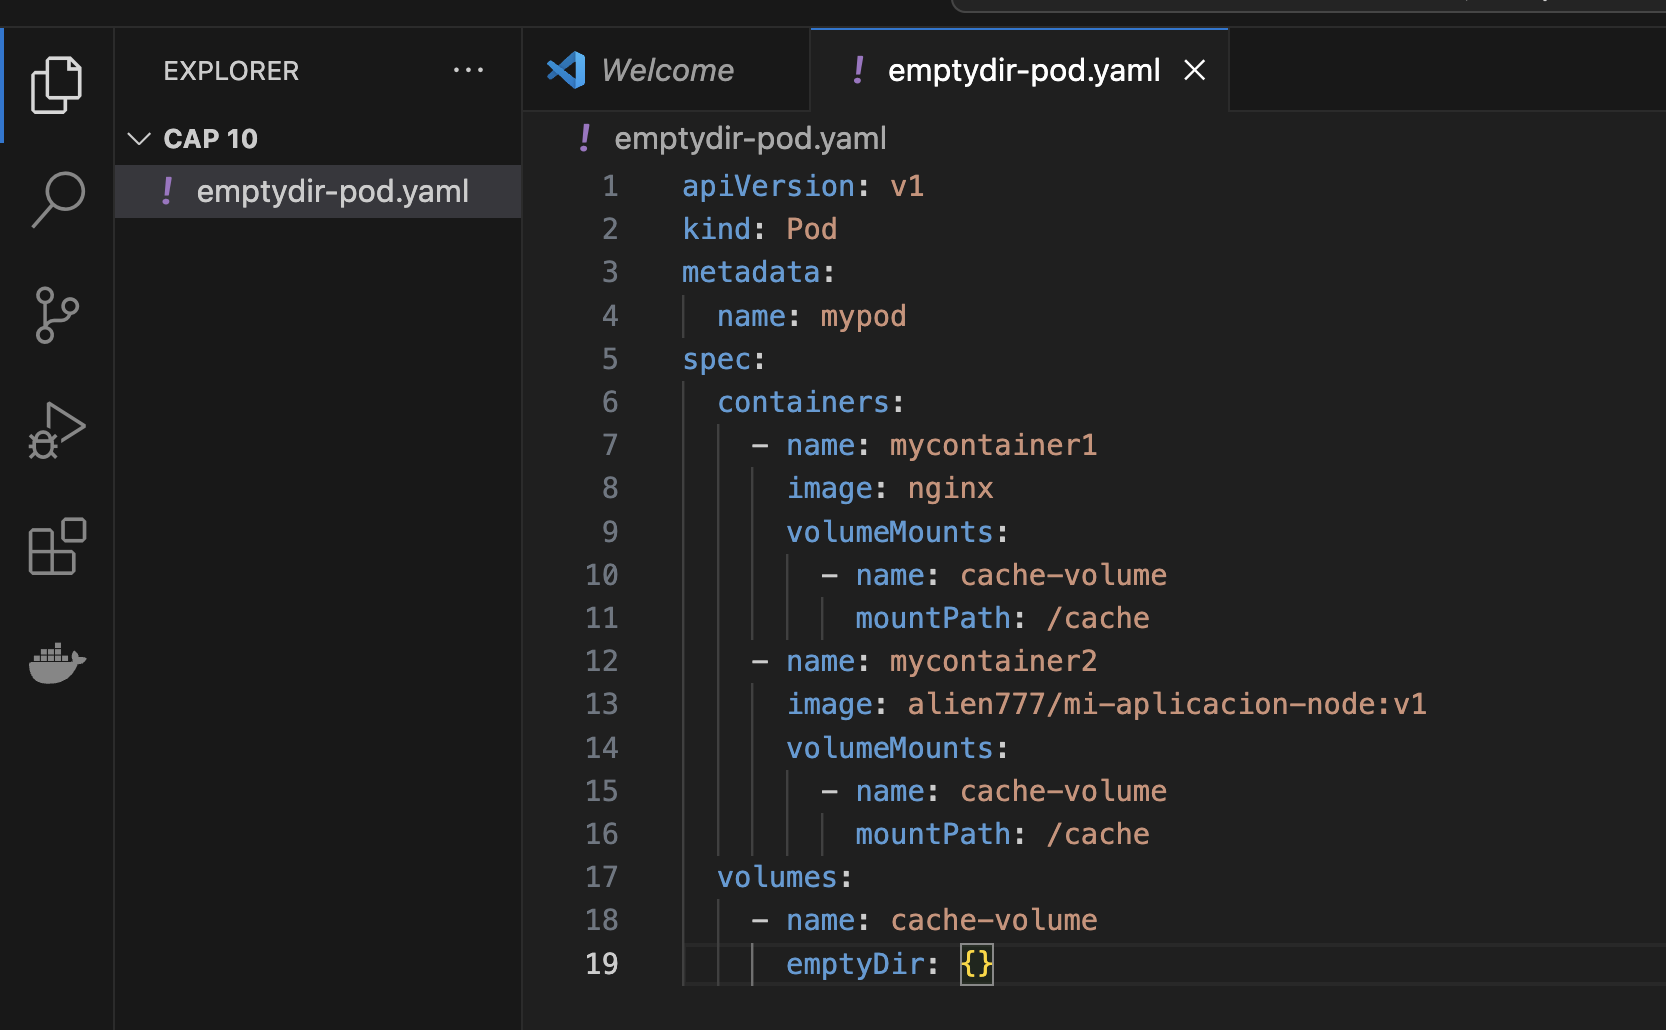 EXPLORER
CAP 10
emptydir-pod.yaml
Welcome
emptydir-pod.yaml
emptydir-pod.yaml
1 apiVersion: v1
2 kind: Pod
3 metadata:
4   name: mypod
5 spec:
6   containers:
7     - name: mycontainer1
8       image: nginx
9       volumeMounts:
10         - name: cache-volume
11           mountPath: /cache
12     - name: mycontainer2
13       image: alien777/mi-aplicacion-node:v1
14       volumeMounts:
15         - name: cache-volume
16           mountPath: /cache
17   volumes:
18     - name: cache-volume
19       emptyDir: {}